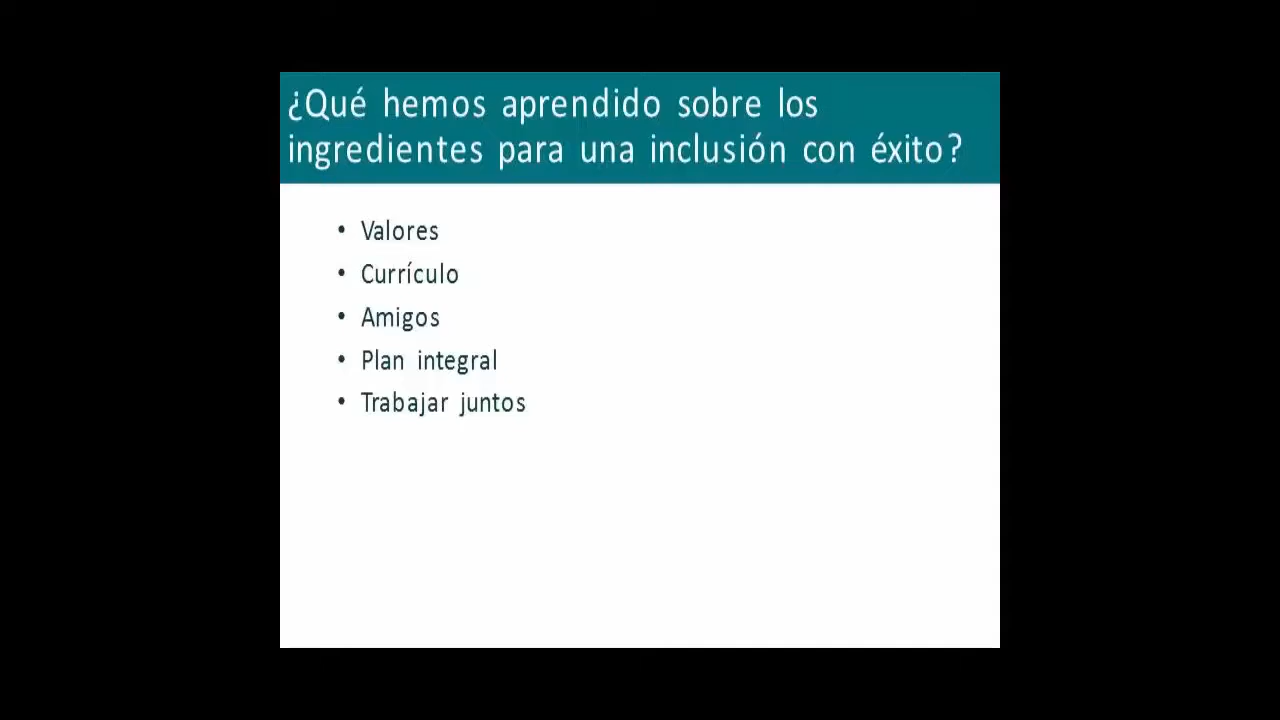 ¿Qué hemos aprendido sobre los
ingredientes para una inclusión con éxito?
• Valores
• Currículo
• Amigos
• Plan integral
• Trabajar juntos